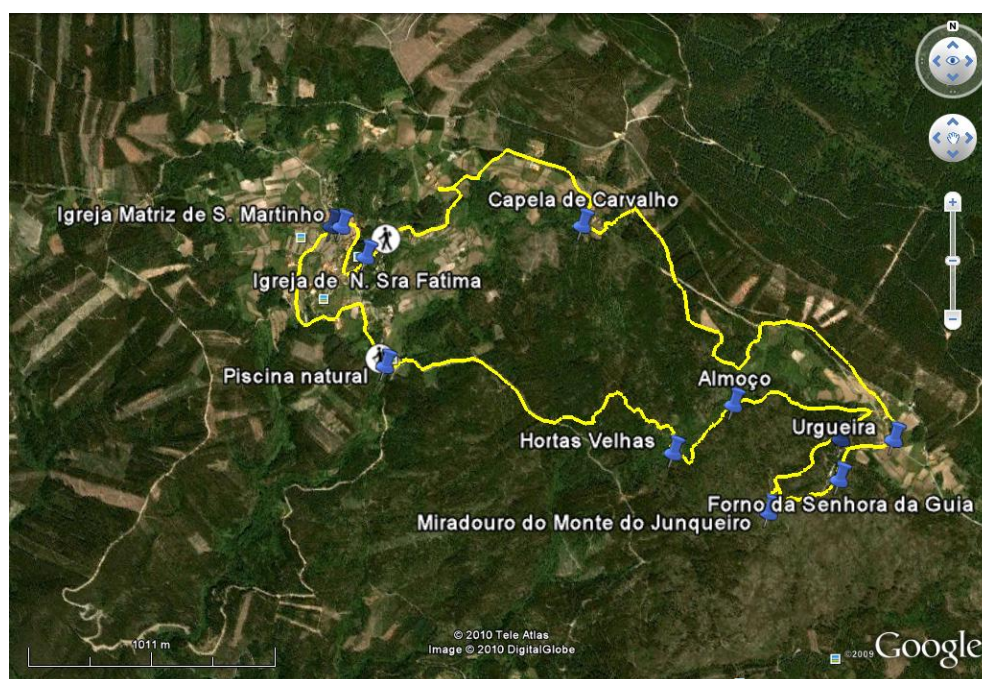 N
Igreja Matriz de S. Martinho
Capela de Carvalho
Igreja de N. Sra Fatima
Piscina natural
Almoço
Urgueira
Hortas Velhas
Forno da Senhora da Guia
Miradouro do Monte do Junqueiro
1011 m
© 2010 Tele Atlas
Image © 2010 DigitalGlobe
©2009 Google